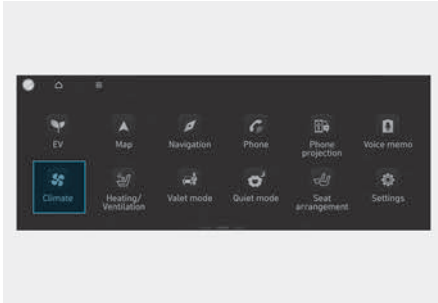 EV
Map
Navigation
Phone
Phone
projection
Voice memo
Climate
Heating/
Ventilation
Valet mode
Quiet mode
Seat
arrangement
Settings